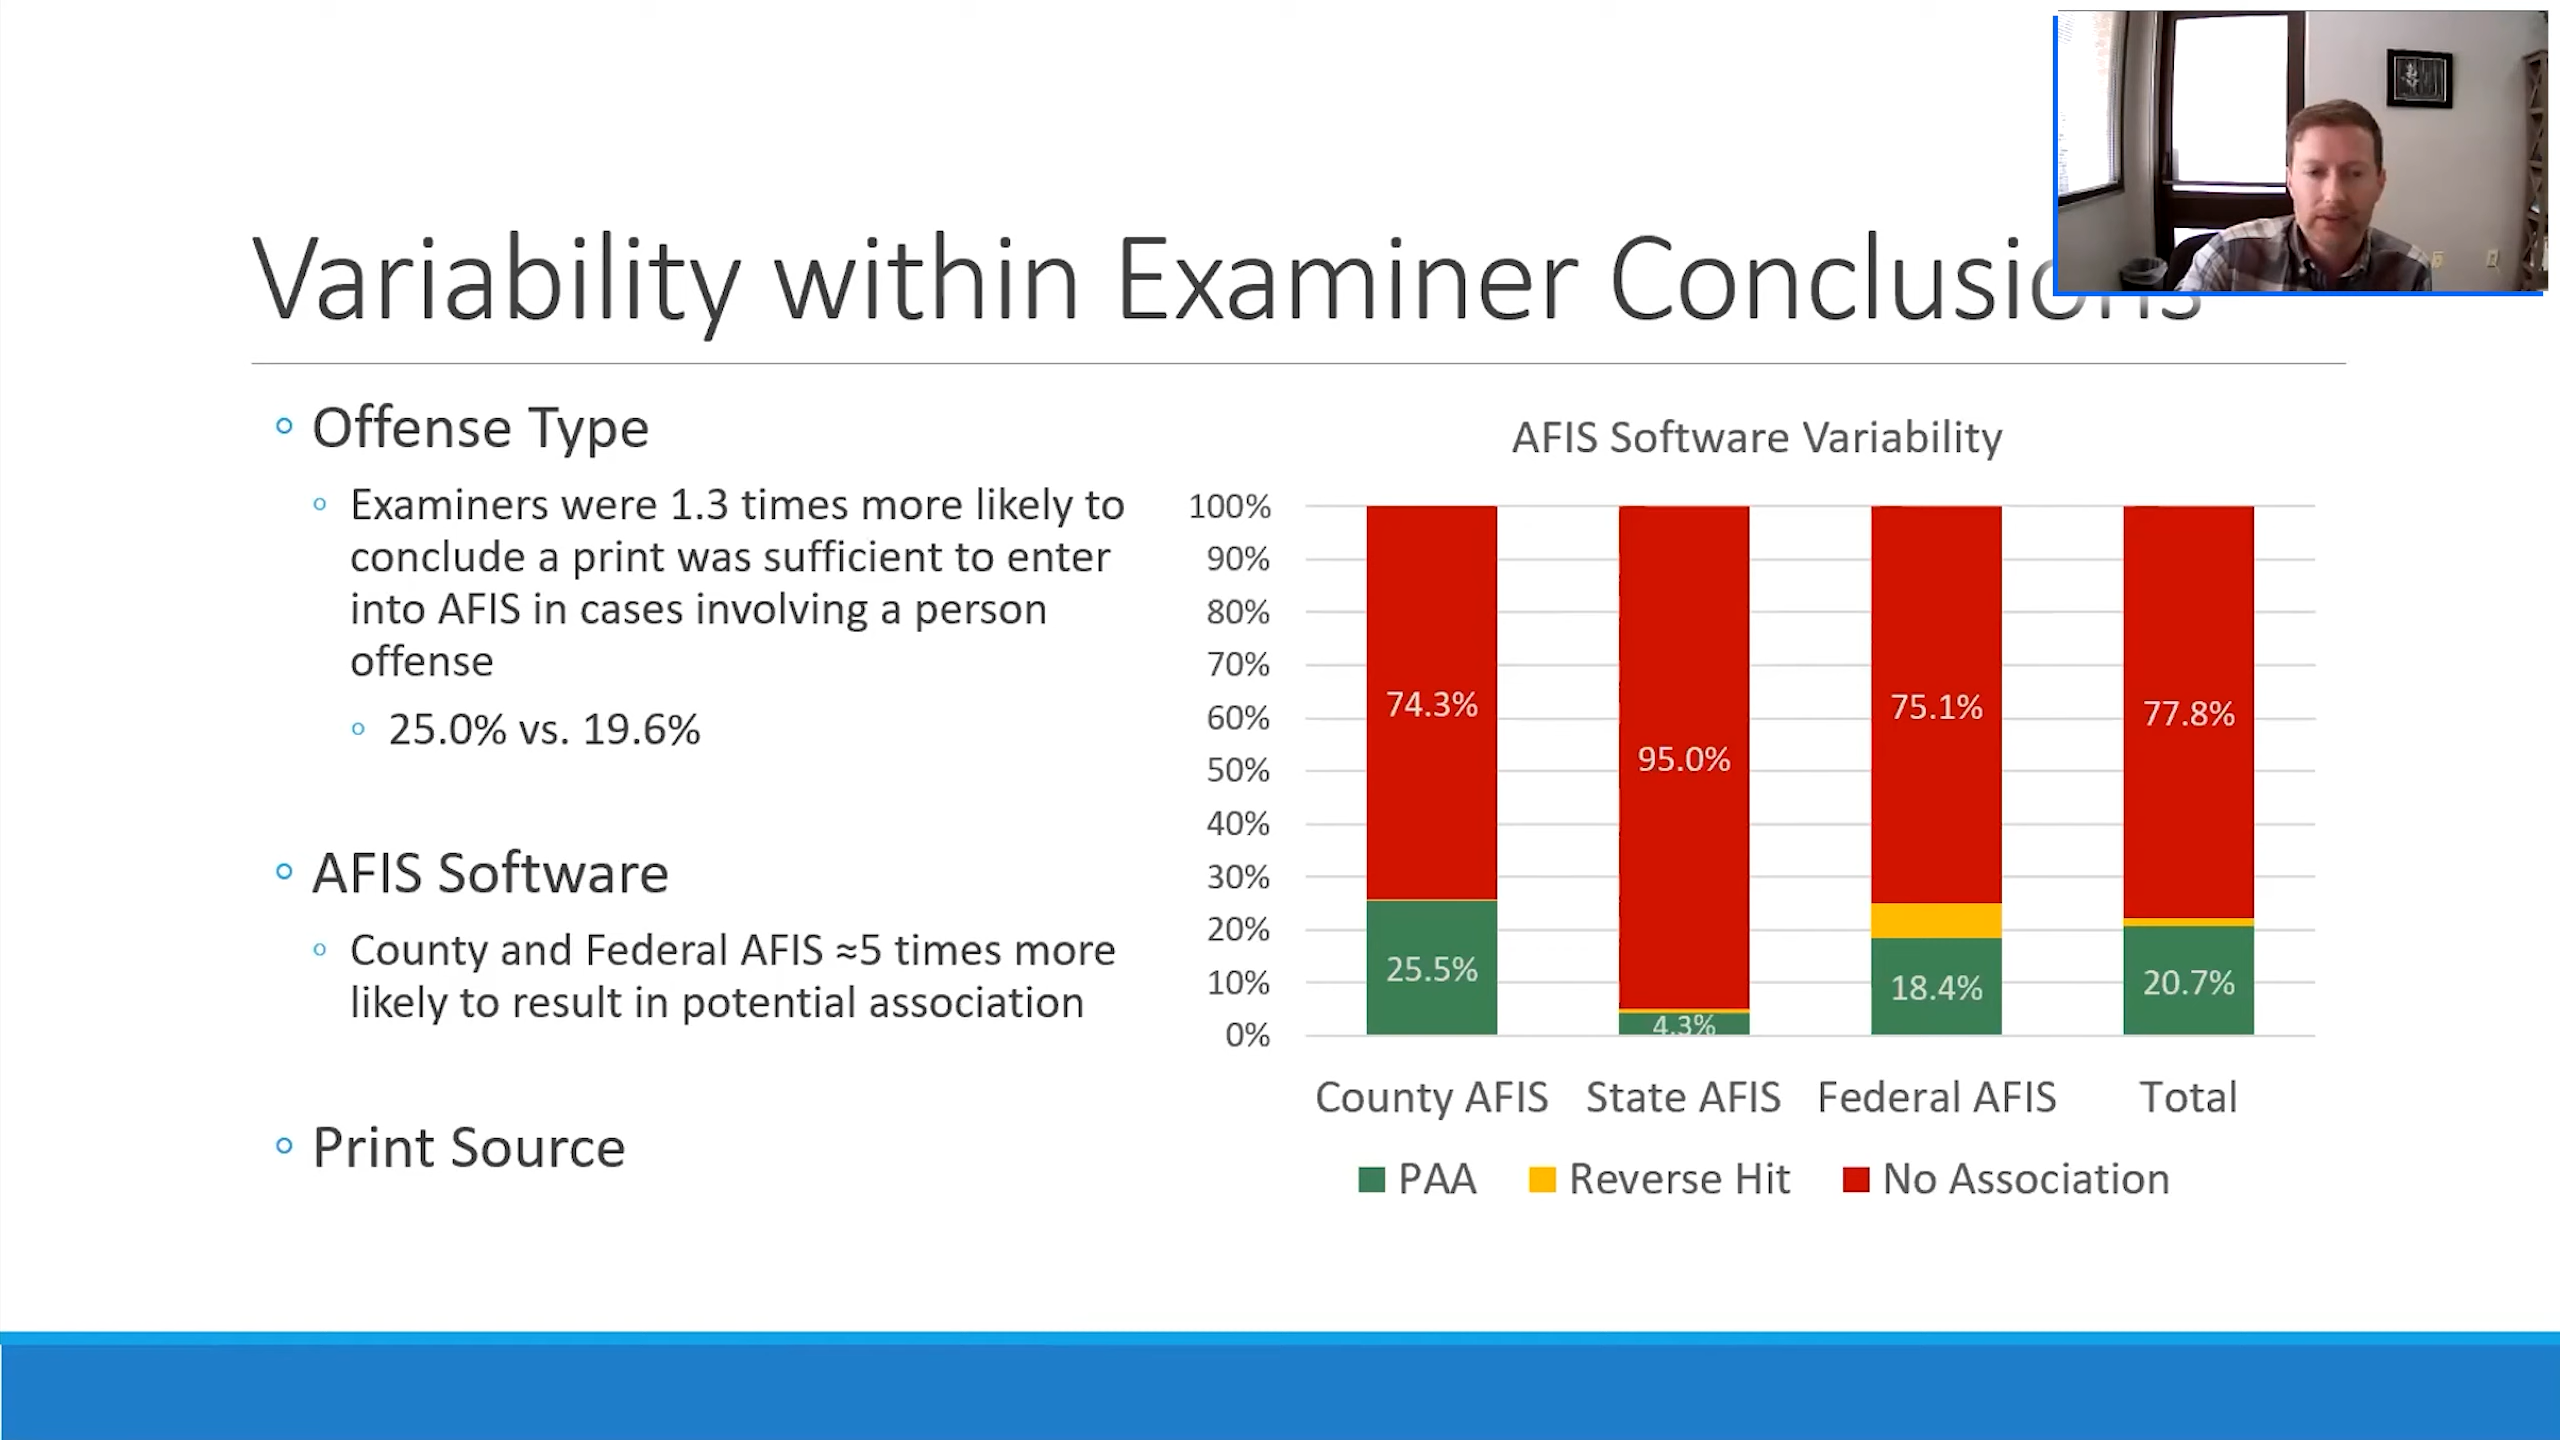 Variability within Examiner Conclusions
Offense Type
Examiners were 1.3 times more likely to
conclude a print was sufficient to enter
into AFIS in cases involving a person
offense
25.0% vs. 19.6%
AFIS Software
County and Federal AFIS ≈5 times more
likely to result in potential association
Print Source
AFIS Software Variability
100%
90%
80%
70%
60%
50%
40%
30%
20%
10%
0%
74.3%
25.5%
95.0%
4.3%
75.1%
18.4%
77.8%
20.7%
County AFIS State AFIS Federal AFIS Total
PAA Reverse Hit No Association